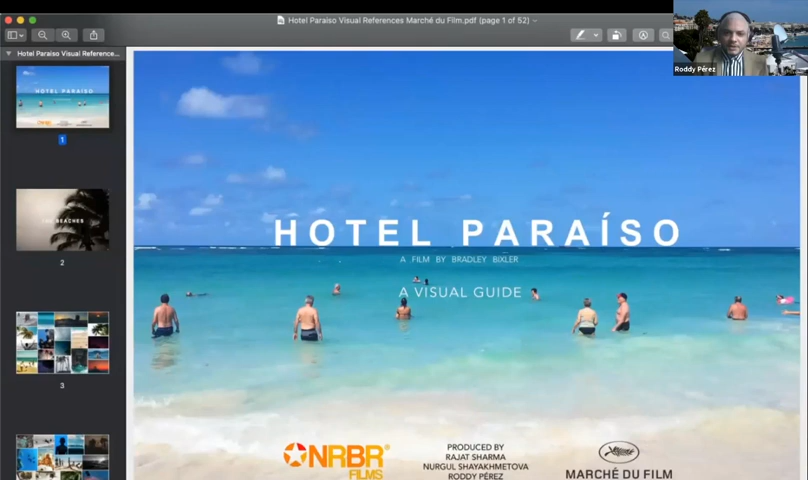 Hotel Paraiso Visual References Marché du Film.pdf (page 1 of 52)
Hotel Paraiso Visual Reference...
HOTEL PARAISO
1
BEACHES
2
3
HOTEL PARAÍSO
A FILM BY BRADLEY BIXLER
A VISUAL GUIDE
NRBR®
FILMS
PRODUCED BY
RAJAT SHARMA
NURGUL SHAYAKHMETOVA
RODDY PÉREZ
MARCHÉ DU FILM
Roddy Pérez